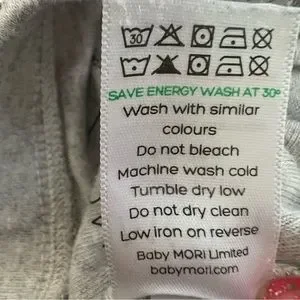 30
SAVE ENERGY WASH AT 30°
Wash with similar
colours
Do not bleach
Machine wash cold
Tumble dry low
Do not dry clean
Low iron on reverse
Baby MORI Limited
babymori.com